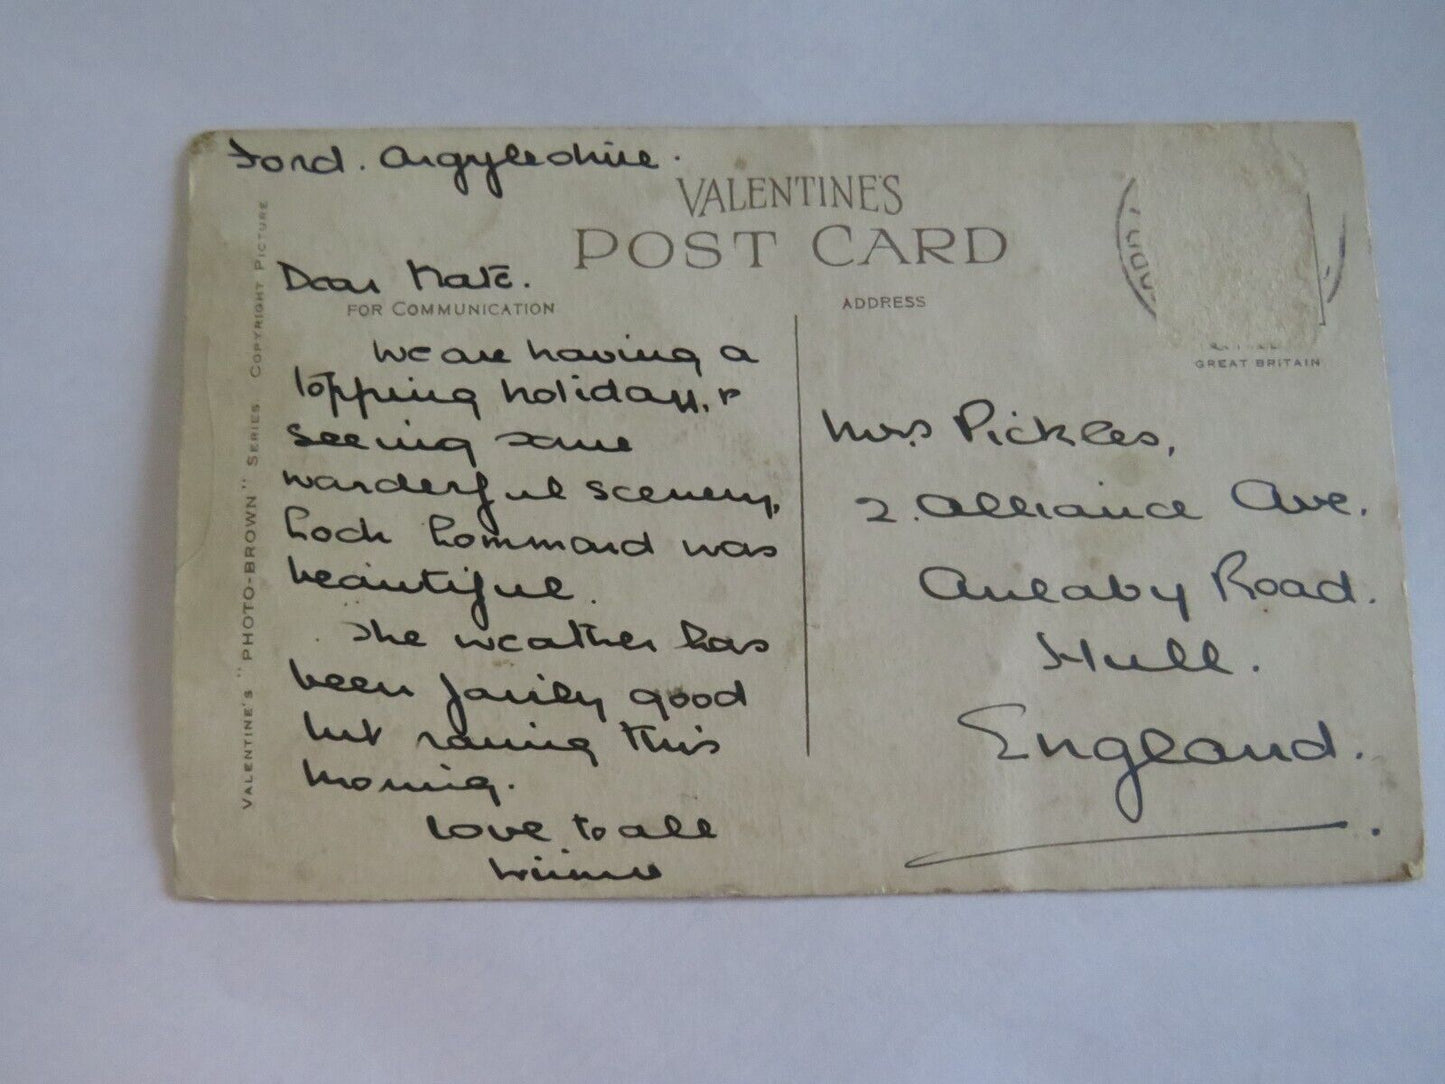 Ford. Argyleshire.
VALENTINE'S
POST CARD
Dear Kate.
FOR COMMUNICATION
ADDRESS
GREAT BRITAIN
We are having a
topping holiday, &
seeing some
wonderful scenery,
Loch Lommond was
beautiful.
The weather has
been fairly good
but raining this
morning.
Love to all
Winnie
Mrs Pickles,
2. Alliance Ave.
Anlaby Road.
Hull.
England.
VALENTINE'S "PHOTO-BROWN" SERIES. COPYRIGHT PICTURE